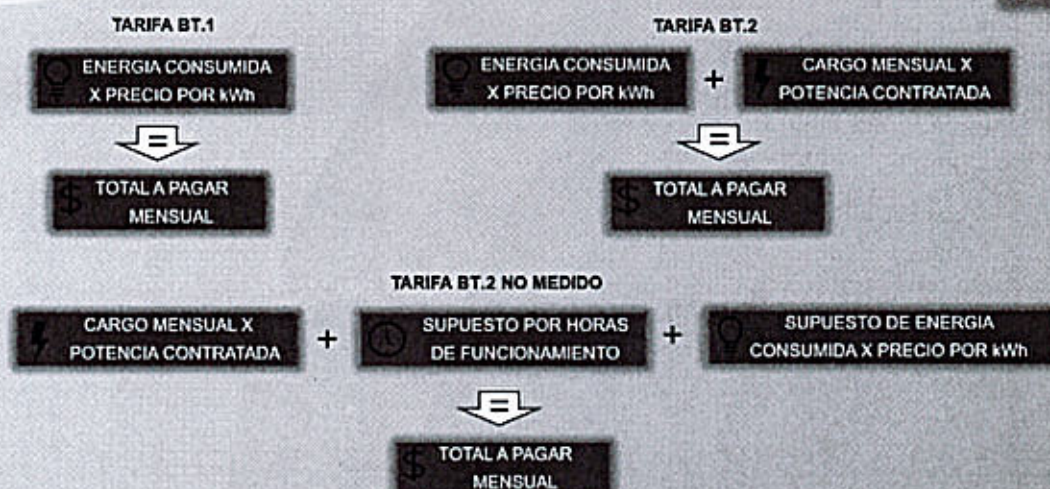 TARIFA BT.1
ENERGIA CONSUMIDA
X PRECIO POR kWh
=
$ TOTAL A PAGAR
MENSUAL
TARIFA BT.2
ENERGIA CONSUMIDA
X PRECIO POR kWh
+
CARGO MENSUAL X
POTENCIA CONTRATADA
=
$ TOTAL A PAGAR
MENSUAL
TARIFA BT.2 NO MEDIDO
CARGO MENSUAL X
POTENCIA CONTRATADA
+
SUPUESTO POR HORAS
DE FUNCIONAMIENTO
+
SUPUESTO DE ENERGIA
CONSUMIDA X PRECIO POR kWh
=
$ TOTAL A PAGAR
MENSUAL